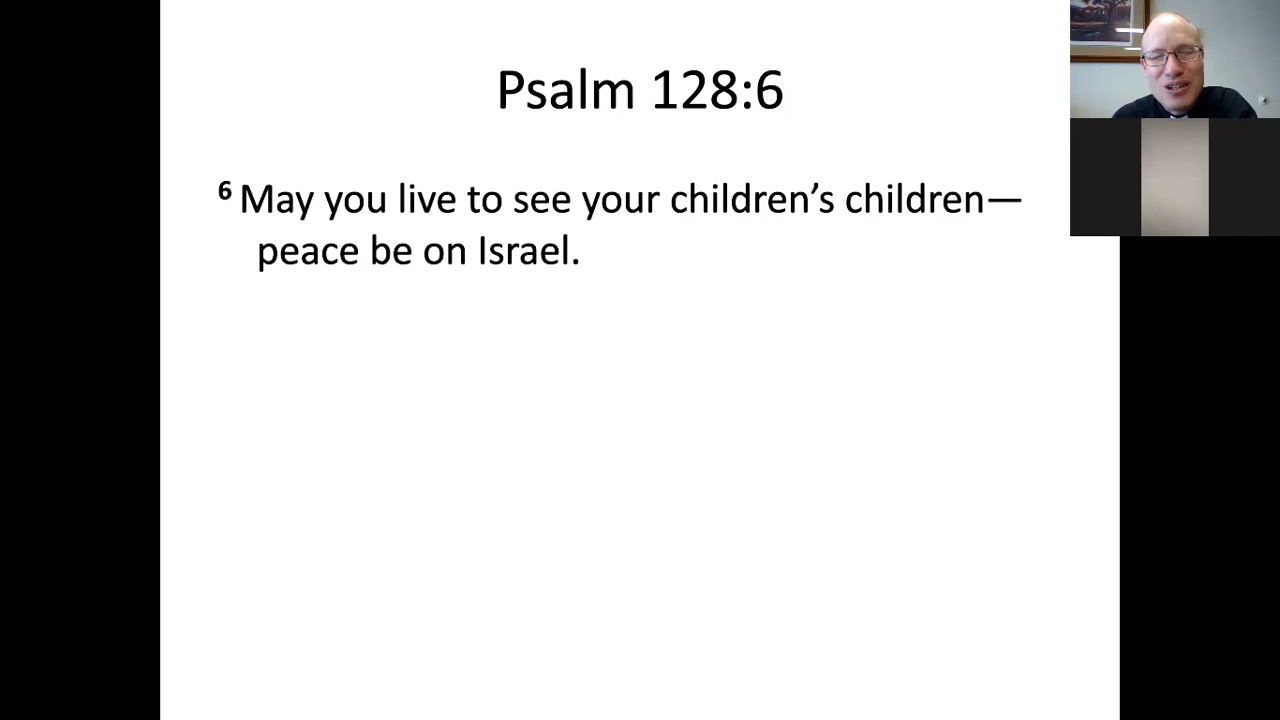 Psalm 128:6
6 May you live to see your children’s children—
peace be on Israel.